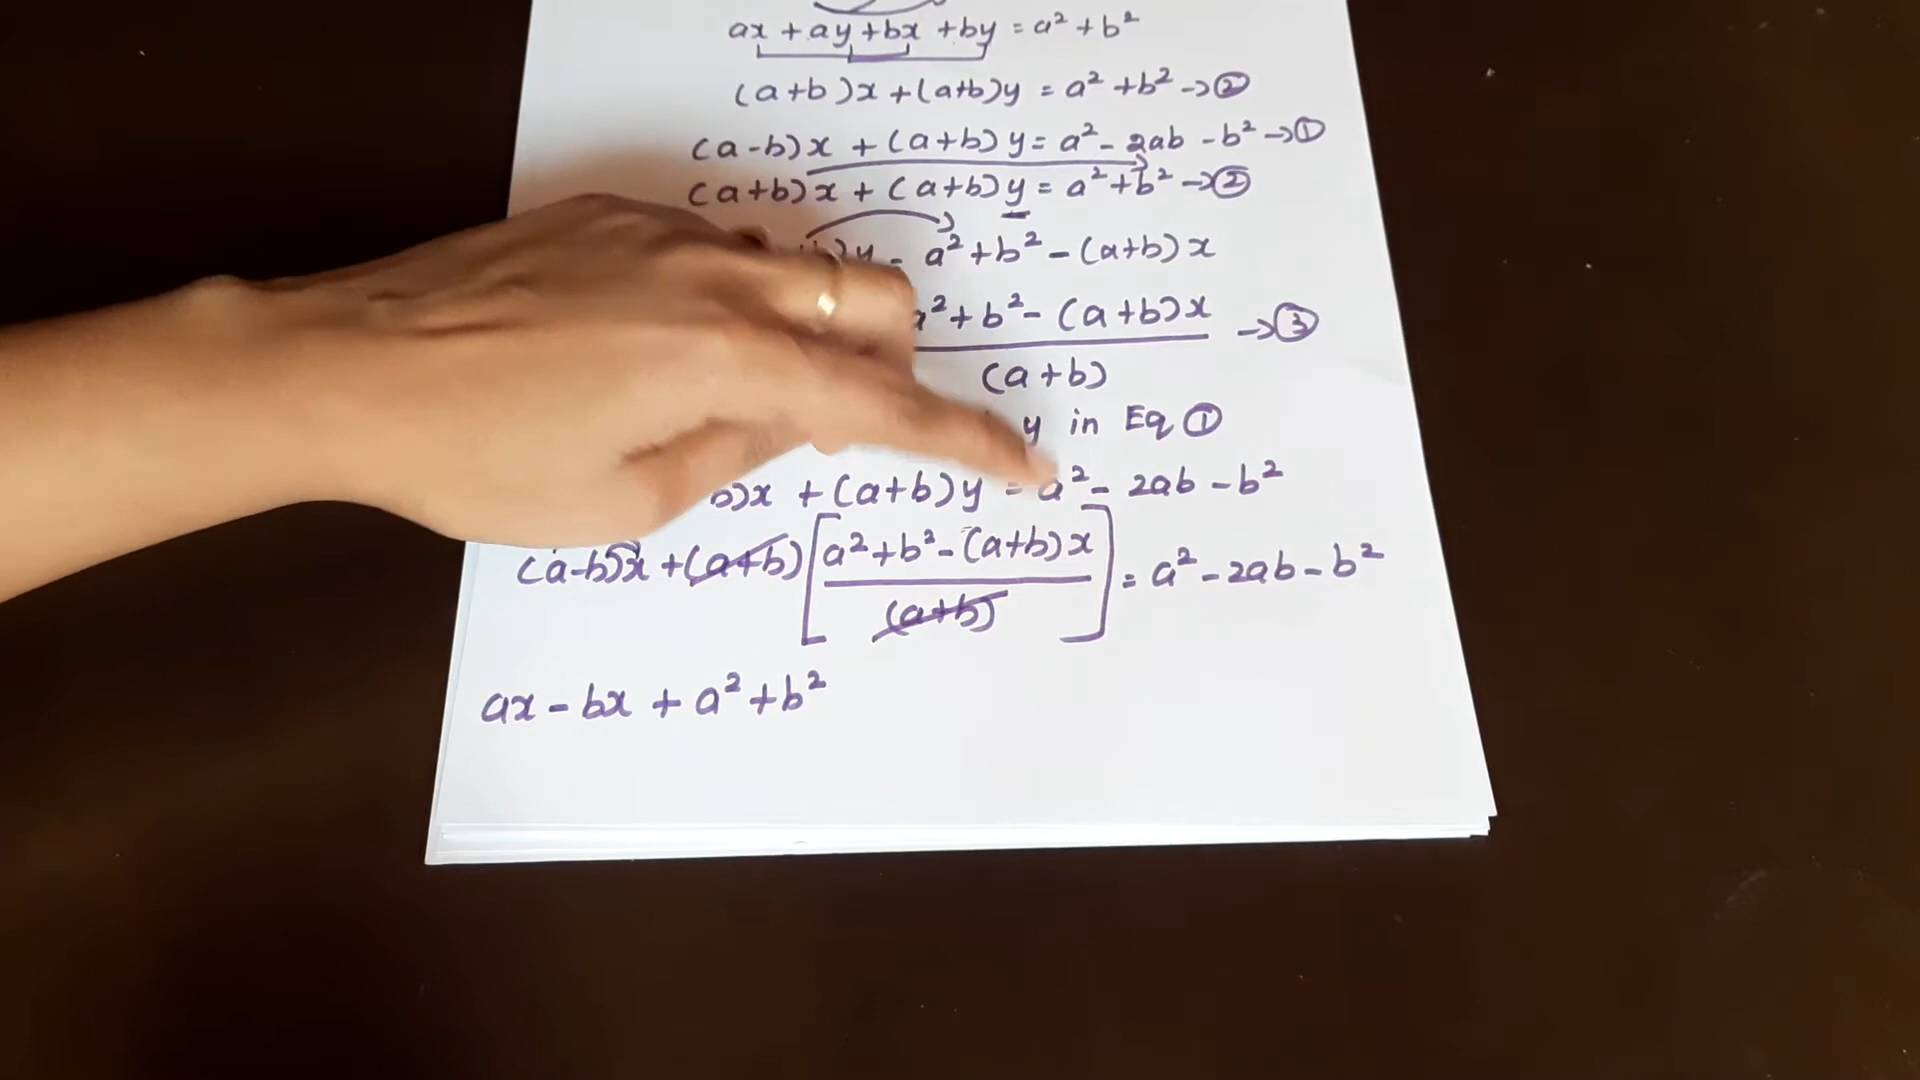 ax + ay + bx + by = a² + b²
(a+b)x + (a+b)y = a² + b² → ②
(a-b)x + (a+b)y = a² - 2ab - b² → ①
(a+b)x + (a+b)y = a² + b² → ②
)y = a² + b² - (a+b)x
a² + b² - (a+b)x → ③
(a+b)
y in Eq ①
b)x + (a+b)y = a² - 2ab - b²
(a-b)x + (a+b) [ a² + b² - (a+b)x / (a+b) ] = a² - 2ab - b²
ax - bx + a² + b²